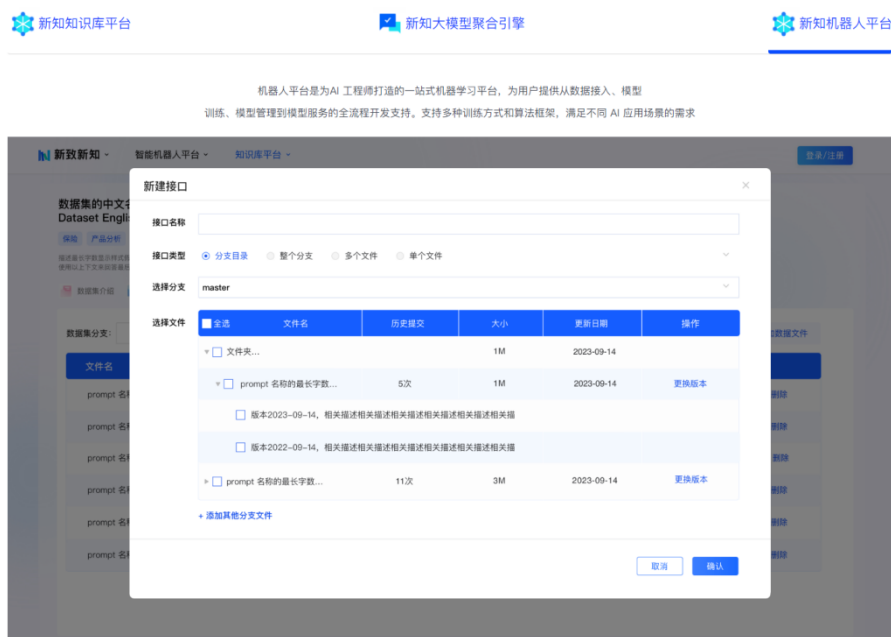 新知知识库平台
新知大模型聚合引擎
新知机器人平台
机器人平台是为AI 工程师打造的一站式机器学习平台，为用户提供从数据接入、模型
训练、模型管理到模型服务的全流程开发支持。支持多种训练方式和算法框架，满足不同 AI 应用场景的需求
新致新知
智能机器人平台
知识库平台
登录/注册
新建接口
数据集的中文名
Dataset Engli
保险 产品分析
数据集介绍
数据集分支：
数据文件
文件名
prompt 名称
删除
prompt 名称
删除
prompt 名称
删除
prompt 名称
删除
prompt 名称
删除
prompt 名称
删除
接口名称
接口类型 分支目录 整个分支 多个文件 单个文件
选择分支 master
选择文件 全选 文件名 历史提交 大小 更新日期 操作
文件夹... 1M 2023-09-14
prompt 名称的最长字数... 5次 1M 2023-09-14 更换版本
版本2023-09-14，相关描述相关描述相关描述相关描述相关描述相关描
版本2022-09-14，相关描述相关描述相关描述相关描述相关描述相关描
prompt 名称的最长字数... 11次 3M 2023-09-14 更换版本
+ 添加其他分支文件
取消 确认